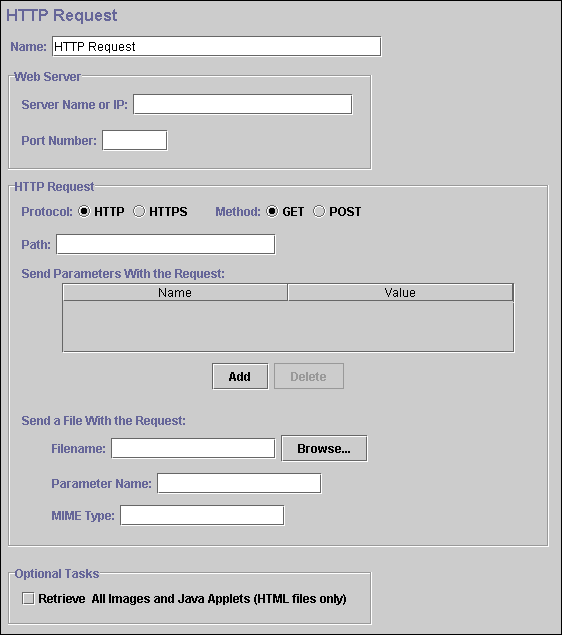 HTTP Request
Name: HTTP Request
Web Server
Server Name or IP:
Port Number:
HTTP Request
Protocol: HTTP HTTPS Method: GET POST
Path:
Send Parameters With the Request:
Name Value
Add Delete
Send a File With the Request:
Filename: Browse...
Parameter Name:
MIME Type:
Optional Tasks
Retrieve All Images and Java Applets (HTML files only)